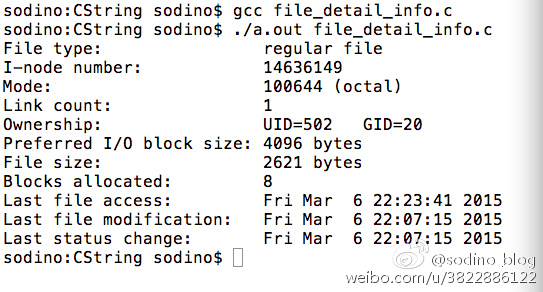 sodino:CString sodino$ gcc file_detail_info.c
sodino:CString sodino$ ./a.out file_detail_info.c
File type:                regular file
I-node number:            14636149
Mode:                     100644 (octal)
Link count:               1
Ownership:                UID=502   GID=20
Preferred I/O block size: 4096 bytes
File size:                2621 bytes
Blocks allocated:         8
Last file access:         Fri Mar  6 22:23:41 2015
Last file modification:   Fri Mar  6 22:07:15 2015
Last status change:       Fri Mar  6 22:07:15 2015
sodino:CString sodino$
@sodino_blog
weibo.com/u/3822886122